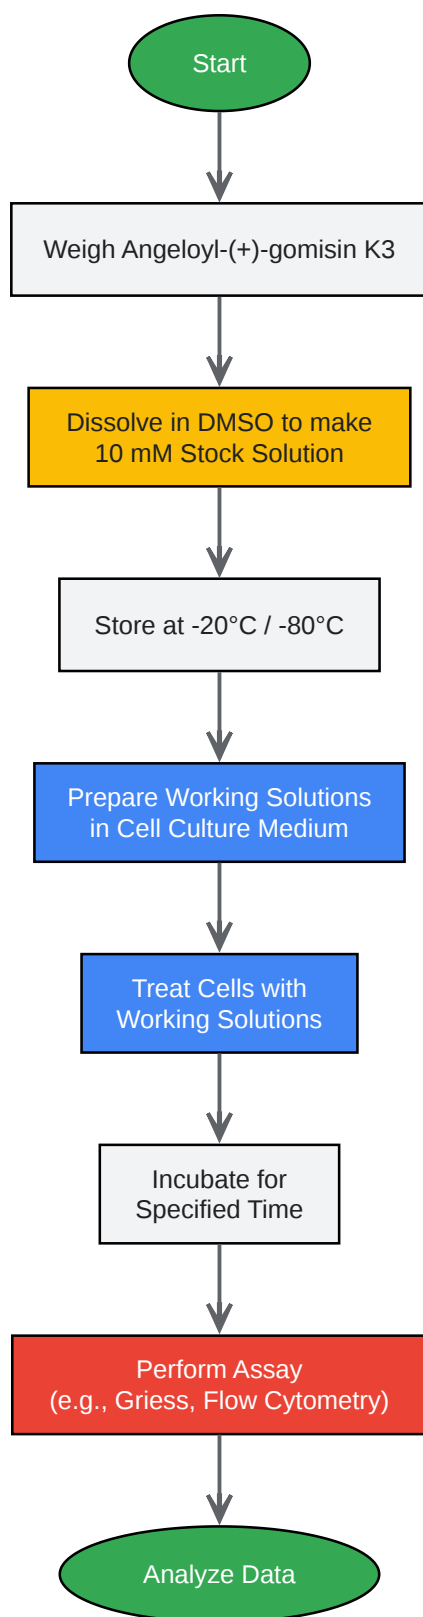 Start
Weigh Angeloyl-(+)-gomisin K3
Dissolve in DMSO to make
10 mM Stock Solution
Store at -20°C / -80°C
Prepare Working Solutions
in Cell Culture Medium
Treat Cells with
Working Solutions
Incubate for
Specified Time
Perform Assay
(e.g., Griess, Flow Cytometry)
Analyze Data